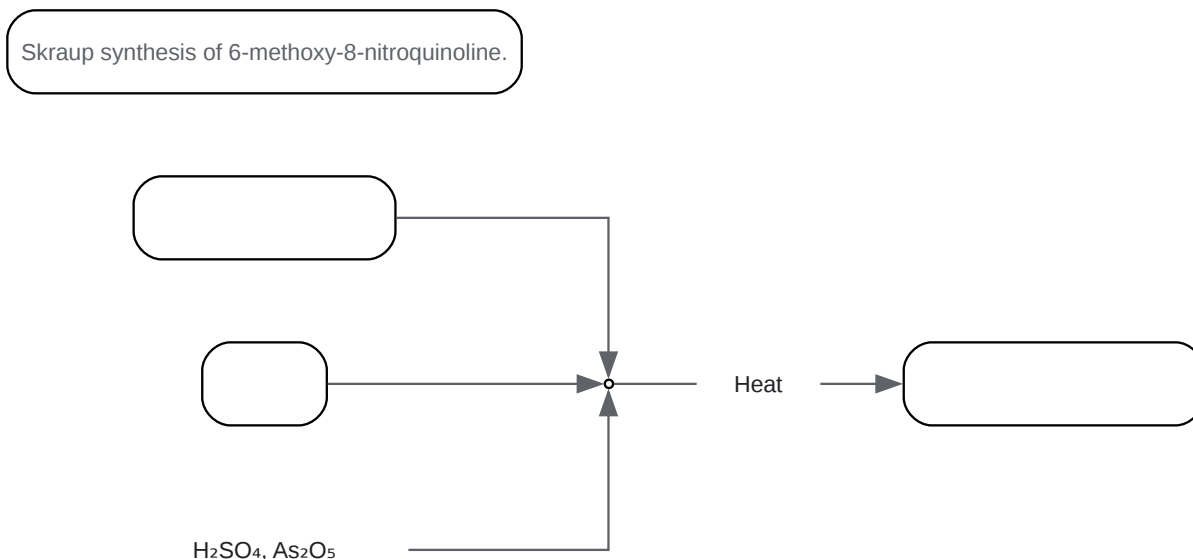 Skraup synthesis of 6-methoxy-8-nitroquinoline.
Heat
H₂SO₄, As₂O₅